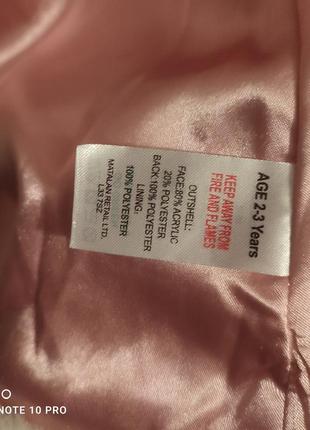 AGE 2-3 Years
KEEP AWAY FROM
FIRE AND FLAMES
OUTSHELL:
FACE:80% ACRYLIC
20% POLYESTER
BACK:100% POLYESTER
LINING:
100% POLYESTER
MATALAN RETAIL LTD.
L33 7SZ
NOTE 10 PRO